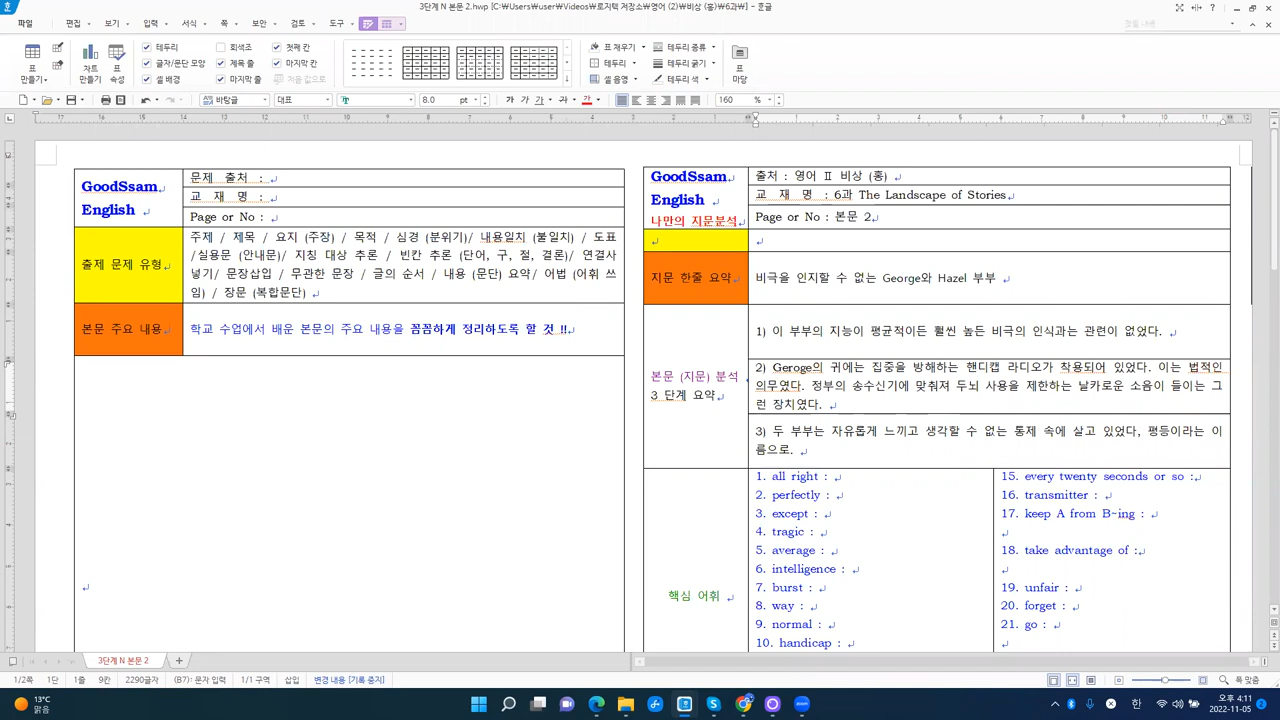 3단계 N 본문 2.hwp [C:₩Users₩user₩Videos₩로지텍 저장소₩영어 (2)₩비상 (홍)₩6과₩] - 훈글
파일 편집 보기 입력 서식 쪽 보안 검토 도구
찾을 내용
표 만들기 차트 만들기 표 속성
테두리 회색조 첫째 칸
글자/문단 모양 제목 줄 마지막 칸
셀 배경 마지막 줄 처음 값으로
표 채우기 테두리 종류
테두리 테두리 굵기
셀 음영 테두리 색
표 마당
바탕글 대표 8.0 pt 가 가 가 가 가 160 %
GoodSsam
English
문제 출처 :
교 재 명 :
Page or No :
출제 문제 유형
주제 / 제목 / 요지 (주장) / 목적 / 심경 (분위기)/ 내용일치 (불일치) / 도표
/실용문 (안내문)/ 지칭 대상 추론 / 빈칸 추론 (단어, 구, 절, 결론)/ 연결사
넣기/ 문장삽입 / 무관한 문장 / 글의 순서 / 내용 (문단) 요약/ 어법 (어휘 쓰
임) / 장문 (복합문단)
본문 주요 내용
학교 수업에서 배운 본문의 주요 내용을 꼼꼼하게 정리하도록 할 것 !!
GoodSsam
English
나만의 지문분석
출처 : 영어 Ⅱ 비상 (홍)
교 재 명 : 6과 The Landscape of Stories
Page or No : 본문 2
지문 한줄 요약
비극을 인지할 수 없는 George와 Hazel 부부
본문 (지문) 분석
3 단계 요약
1) 이 부부의 지능이 평균적이든 훨씬 높든 비극의 인식과는 관련이 없었다.
2) Geroge의 귀에는 집중을 방해하는 핸디캡 라디오가 착용되어 있었다. 이는 법적인
의무였다. 정부의 송수신기에 맞춰져 두뇌 사용을 제한하는 날카로운 소음이 들이는 그
런 장치였다.
3) 두 부부는 자유롭게 느끼고 생각할 수 없는 통제 속에 살고 있었다, 평등이라는 이
름으로.
핵심 어휘
1. all right :
2. perfectly :
3. except :
4. tragic :
5. average :
6. intelligence :
7. burst :
8. way :
9. normal :
10. handicap :
15. every twenty seconds or so :
16. transmitter :
17. keep A from B~ing :
18. take advantage of :
19. unfair :
20. forget :
21. go :
3단계 N 본문 2
1/2쪽 1단 1줄 9칸 2290글자 (B7): 문자 입력 1/1 구역 삽입 변경 내용 [기록 중지] 폭 맞춤
13°C
맑음
한
오후 4:11
2022-11-05